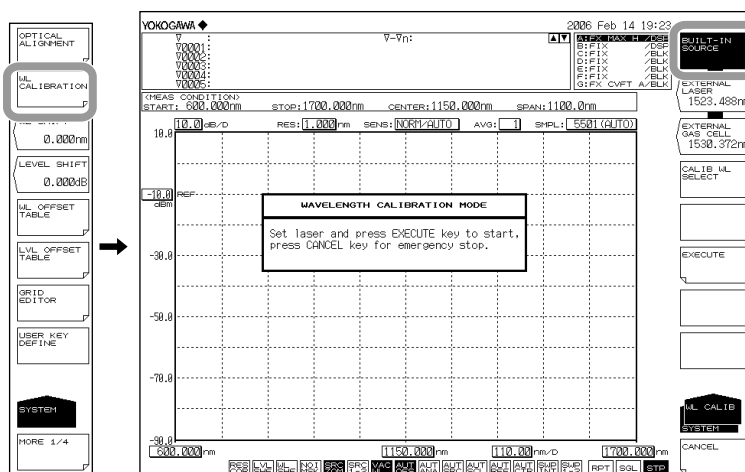 OPTICAL
ALIGNMENT
WL
CALIBRATION
0.000nm
LEVEL SHIFT
0.000dB
WL OFFSET
TABLE
LVL OFFSET
TABLE
GRID
EDITOR
USER KEY
DEFINE
SYSTEM
MORE 1/4
YOKOGAWA ◆
∇-∇n:
2006 Feb 14 19:23
∇ :
∇0001:
∇0002:
∇0003:
∇0004:
∇0005:
▲ ▼
A:FX MAX H /DSP
B:FIX /DSP
C:FIX /BLK
D:FIX /BLK
E:FIX /BLK
F:FIX /BLK
G:FX CVFT A/BLK
<MEAS CONDITION>
START: 600.000nm STOP:1700.000nm CENTER:1150.000nm SPAN:1100.0nm
10.0 dB/D RES: 1.000 nm SENS: NORM/AUTO AVG: 1 SMPL: 5501(AUTO)
10.0
-10.0 REF
dBm
WAVELENGTH CALIBRATION MODE
Set laser and press EXECUTE key to start,
press CANCEL key for emergency stop.
-30.0
-50.0
-70.0
-90.0
600.000 nm 1150.000 nm 110.00 nm/D 1700.000 nm
RPT SGL STP
BUILT-IN
SOURCE
EXTERNAL
LASER
1523.488nm
EXTERNAL
GAS CELL
1530.372nm
CALIB WL
SELECT
EXECUTE
WL CALIB
SYSTEM
CANCEL